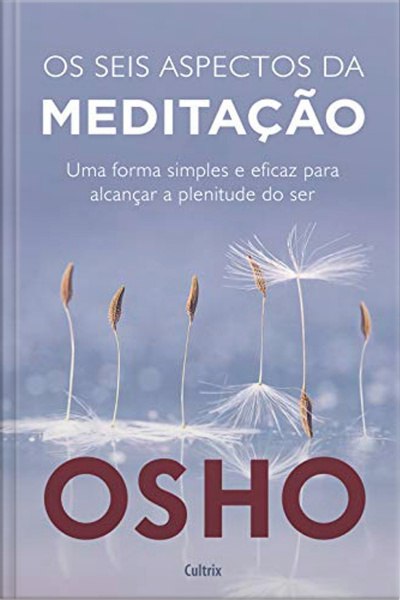 OS SEIS ASPECTOS DA
MEDITAÇÃO
Uma forma simples e eficaz para
alcançar a plenitude do ser
OSHO
Cultrix